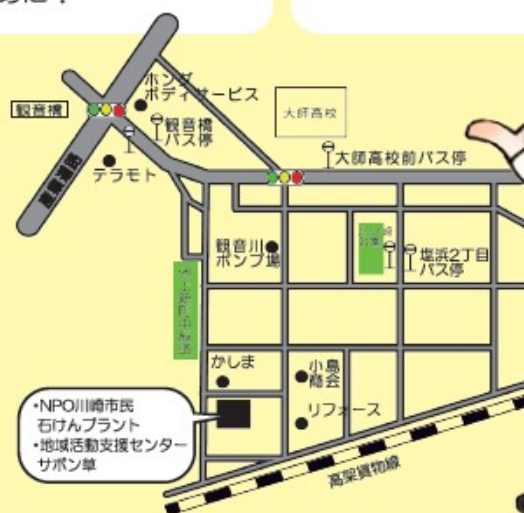 ホンダ
ボディサービス
観音橋
観音橋
バス停
大師高校
大師高校前バス停
テラモト
観音川
ポンプ場
塩浜2丁目
バス停
かしま
小島
商会
リフォース
・NPO川崎市民
石けんプラント
・地域活動支援センター
サボン草
高架貨物線